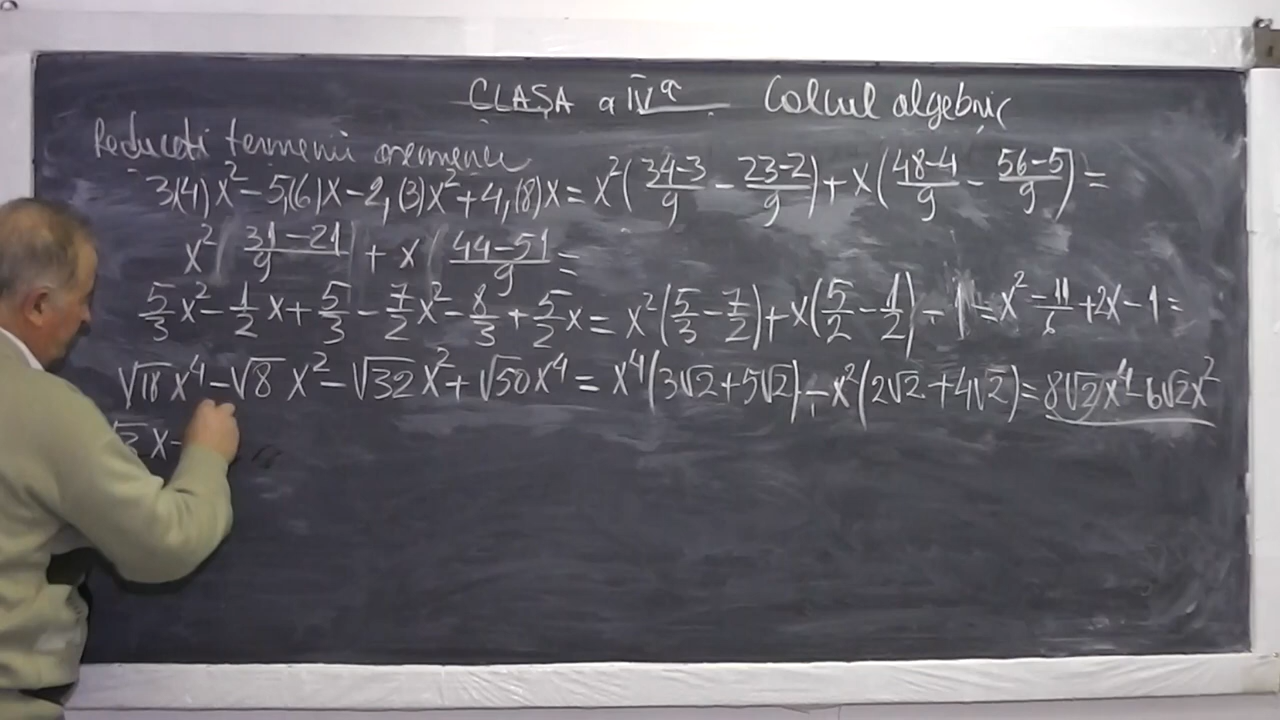 CLASA a IVª Calcul algebric
Reduceti termenii asemenea
3,(4)x² - 5,(6)x - 2,(3)x² + 4,(8)x = x²(34-3/9 - 23-2/9) + x(48-4/9 - 56-5/9) =
x²(31-21/9) + x(44-51/9) =
5/3x² - 1/2x + 5/3 - 7/2x² - 8/3 + 5/2x = x²(5/3 - 7/2) + x(5/2 - 1/2) - 1 = x² -11/6 + 2x - 1 =
√18x⁴ - √8x² - √32x² + √50x⁴ = x⁴(3√2 + 5√2) - x²(2√2 + 4√2) = 8√2x⁴ - 6√2x²
x -